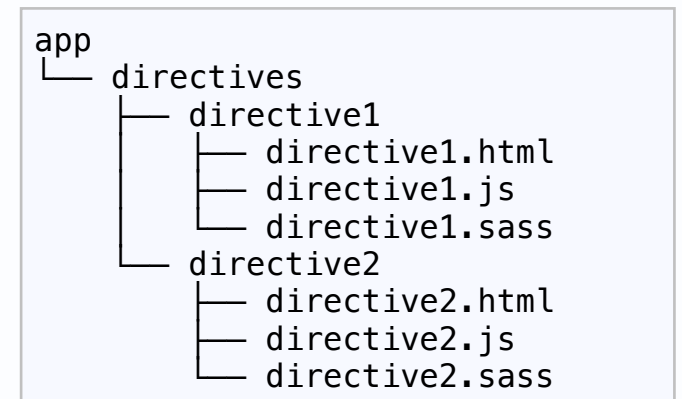 app
└── directives
    ├── directive1
    │   ├── directive1.html
    │   ├── directive1.js
    │   └── directive1.sass
    └── directive2
        ├── directive2.html
        ├── directive2.js
        └── directive2.sass